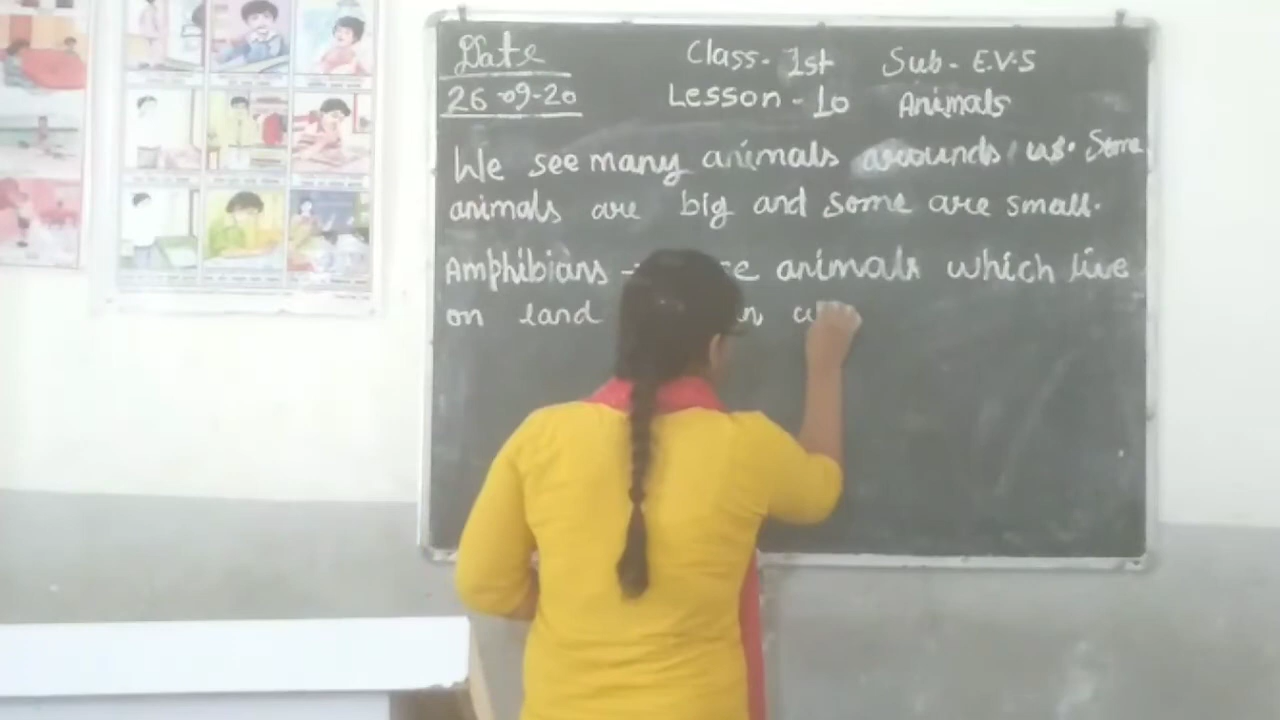 Date Class- 1st Sub- E.V.S
26-09-20 Lesson - 10 Animals
We see many animals arounds us. Some
animals are big and some are small.
Amphibians - animals which live
on land